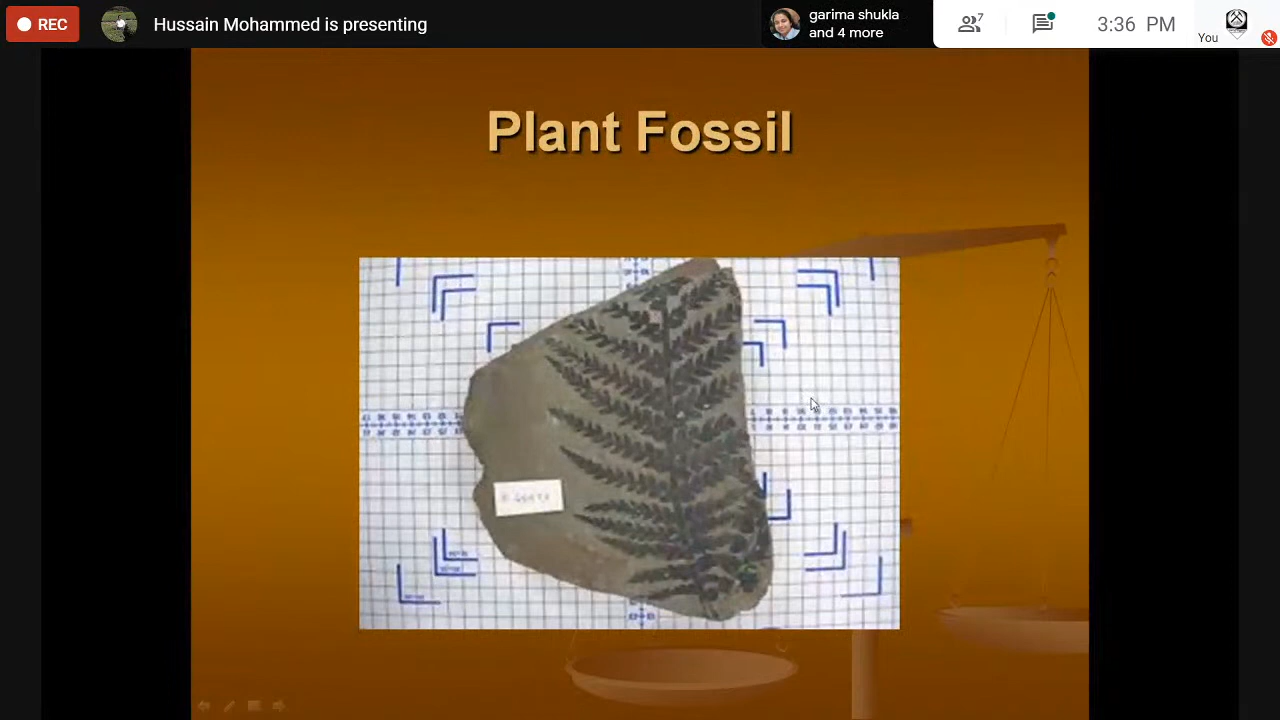 REC
Hussain Mohammed is presenting
garima shukla
and 4 more
7
3:36 PM
You
Plant Fossil